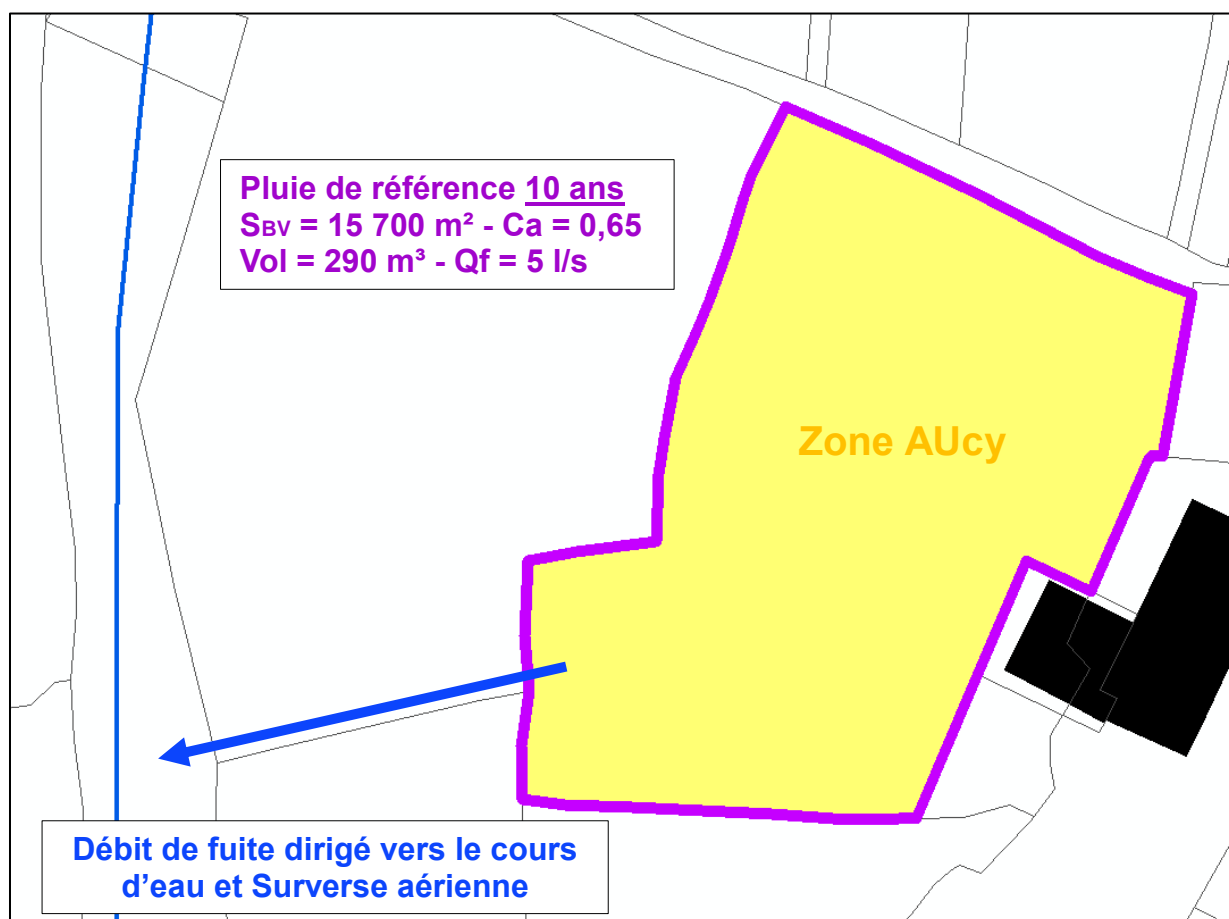 Pluie de référence 10 ans
SBV = 15 700 m² - Ca = 0,65
Vol = 290 m³ - Qf = 5 l/s
Zone AUcy
Débit de fuite dirigé vers le cours
d’eau et Surverse aérienne